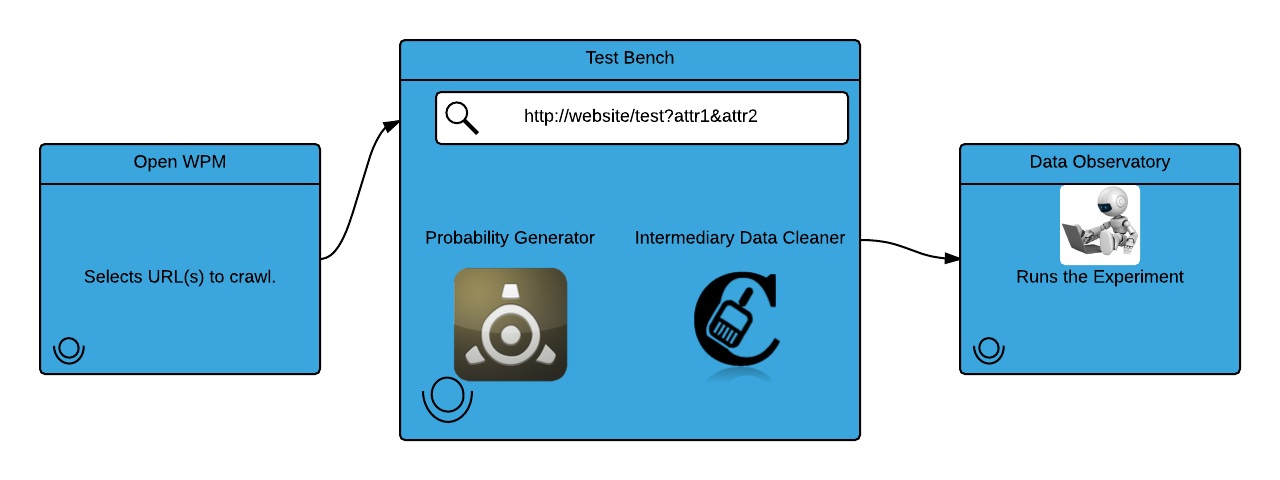 Test Bench
http://website/test?attr1&attr2
Open WPM
Selects URL(s) to crawl.
Probability Generator
Intermediary Data Cleaner
Data Observatory
Runs the Experiment